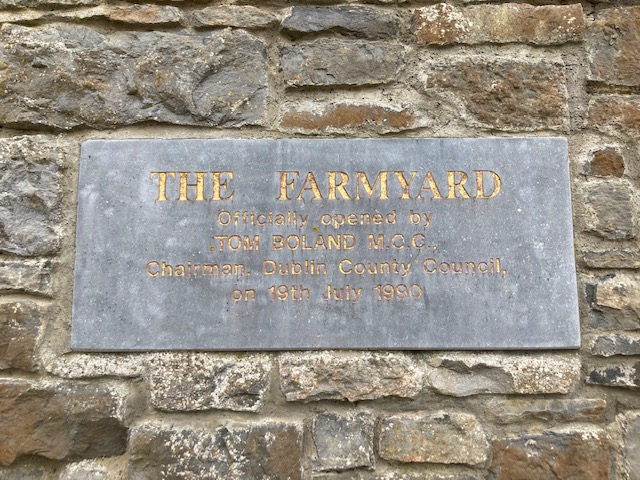 THE FARMYARD
Officially opened by
TOM BOLAND M.C.C.,
Chairman, Dublin County Council,
on 19th July 1990